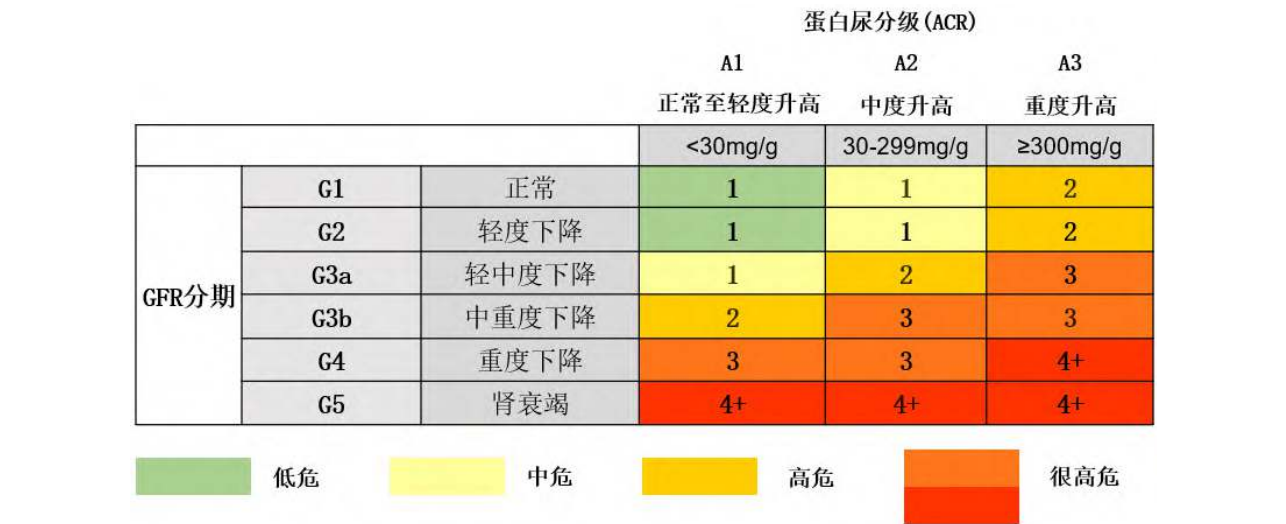 蛋白尿分级(ACR)
A1 A2 A3
正常至轻度升高 中度升高 重度升高
<30mg/g 30-299mg/g ≥300mg/g
GFR分期
G1 正常 1 1 2
G2 轻度下降 1 1 2
G3a 轻中度下降 1 2 3
G3b 中重度下降 2 3 3
G4 重度下降 3 3 4+
G5 肾衰竭 4+ 4+ 4+
低危 中危 高危 很高危